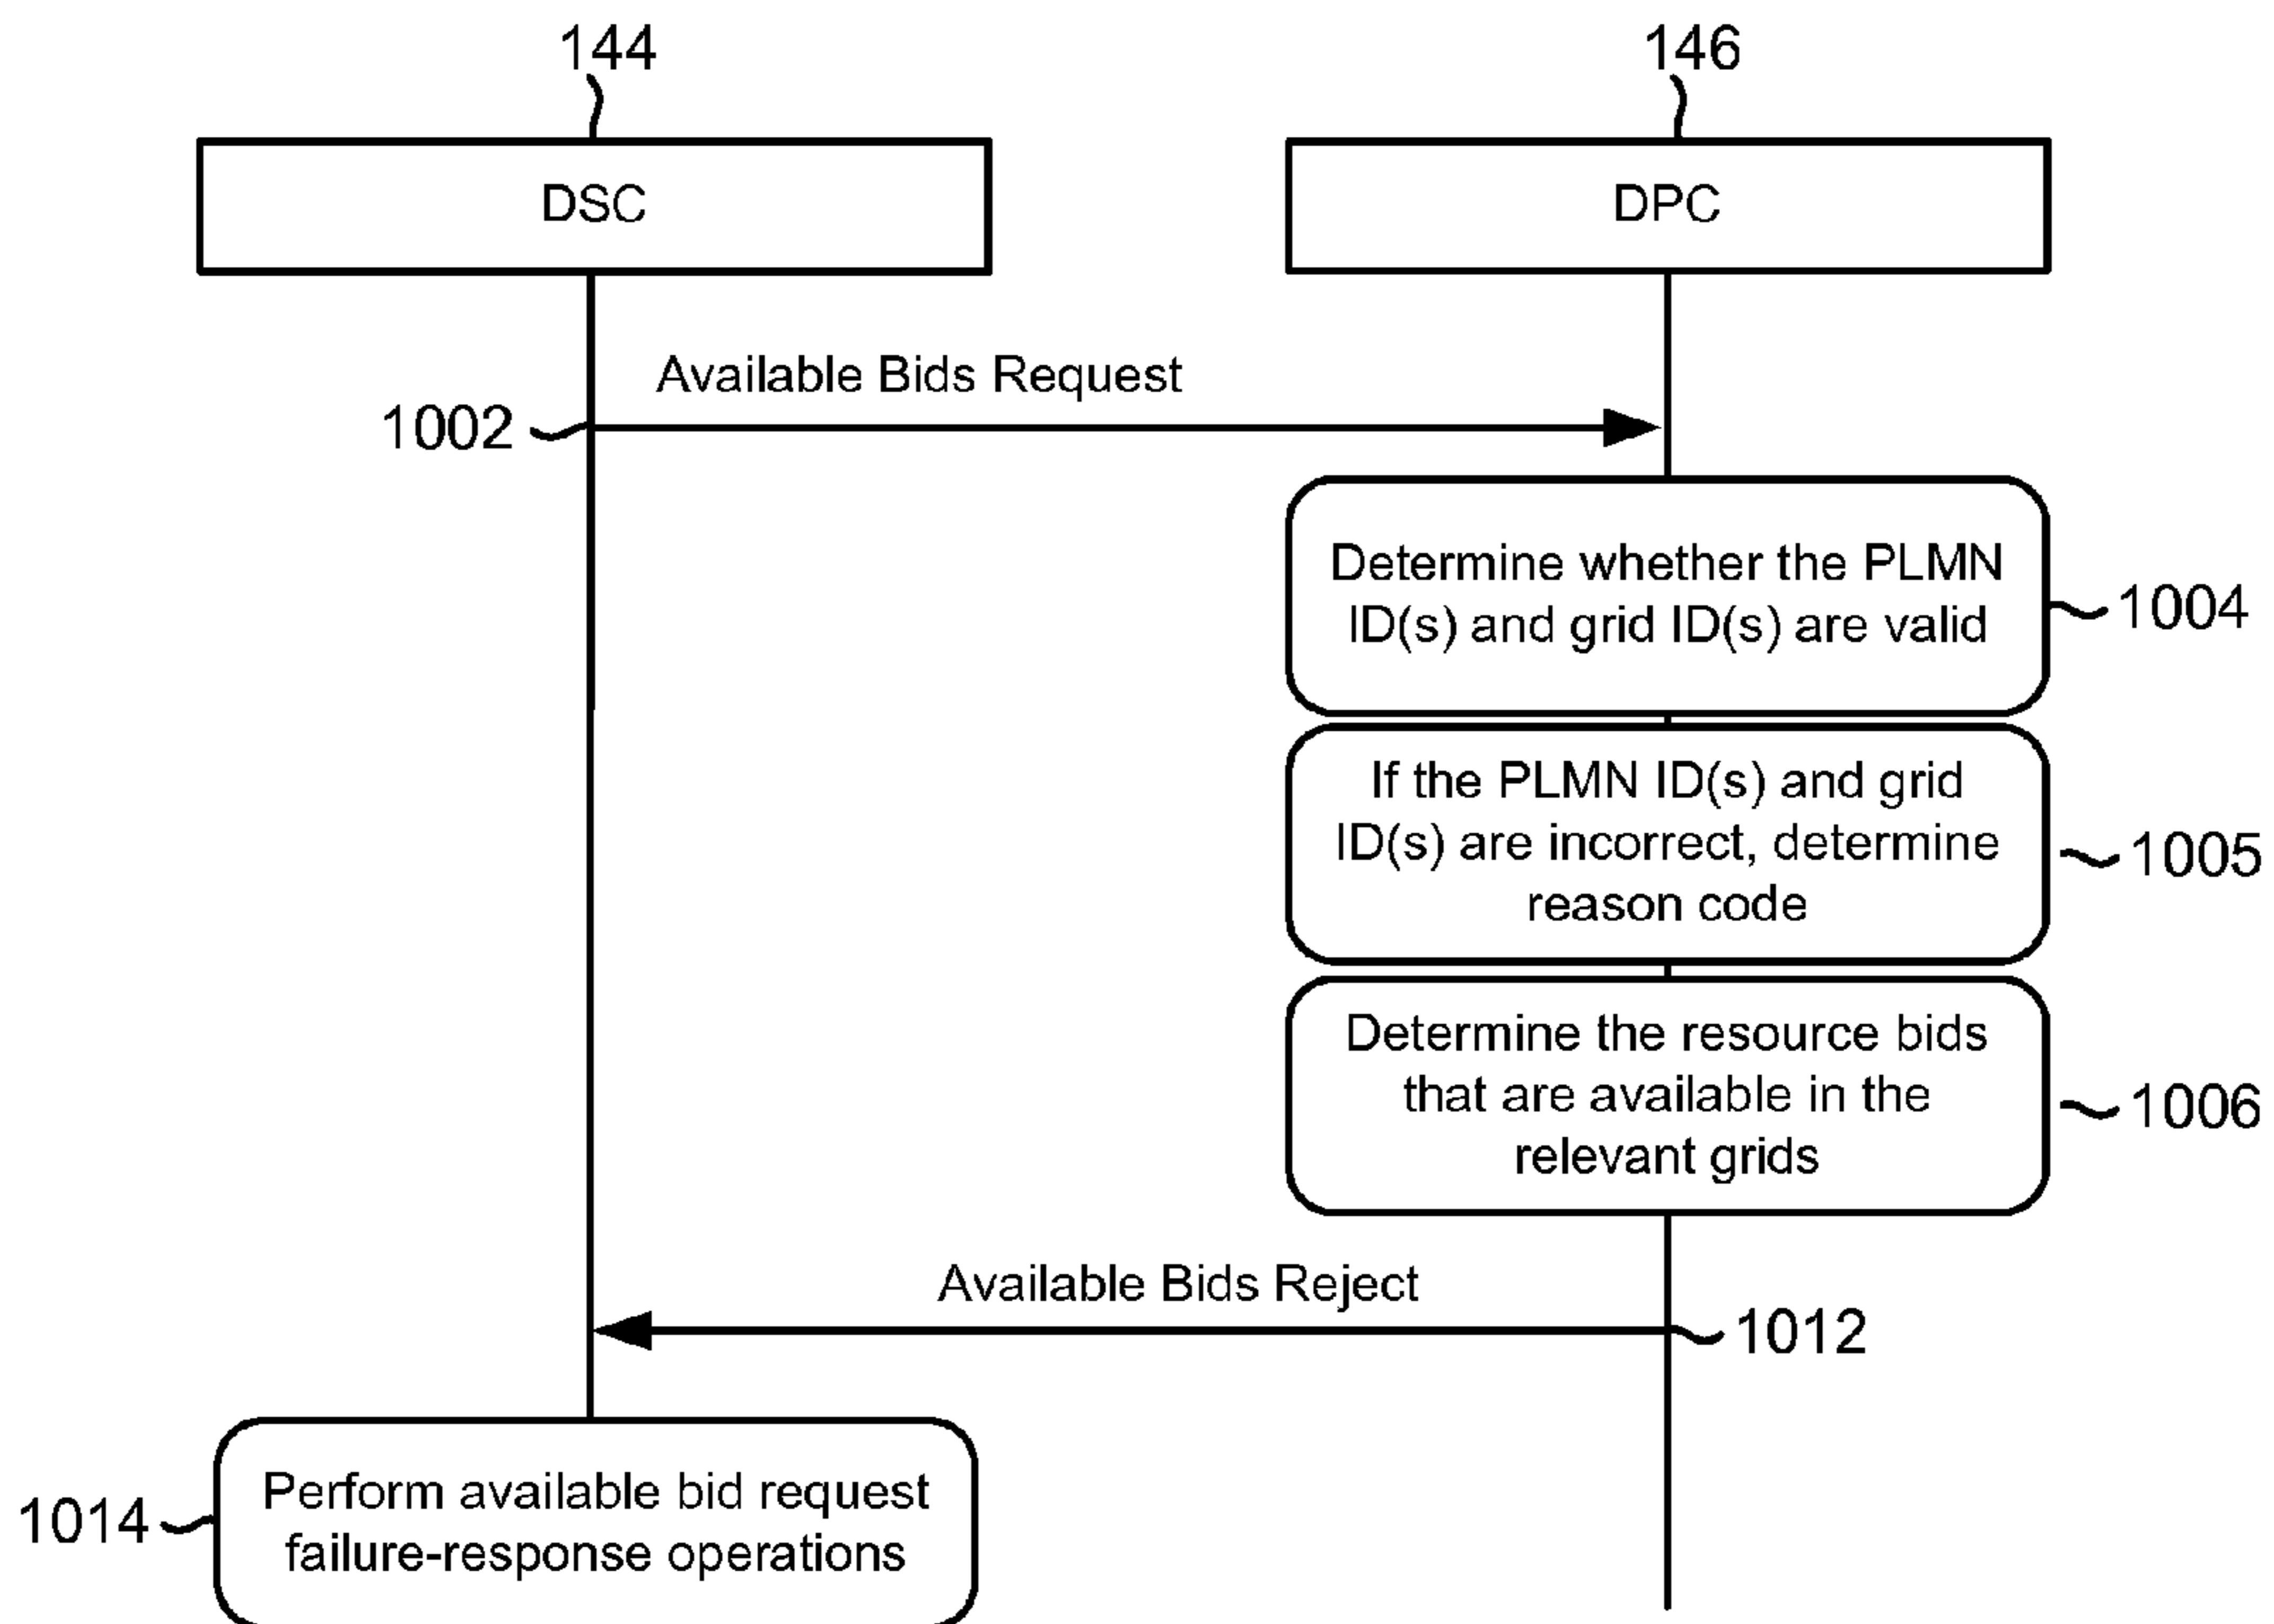 144
146
DSC
DPC
Available Bids Request
1002
Determine whether the PLMN
ID(s) and grid ID(s) are valid
1004
If the PLMN ID(s) and grid
ID(s) are incorrect, determine
reason code
1005
Determine the resource bids
that are available in the
relevant grids
1006
Available Bids Reject
1012
Perform available bid request
failure-response operations
1014